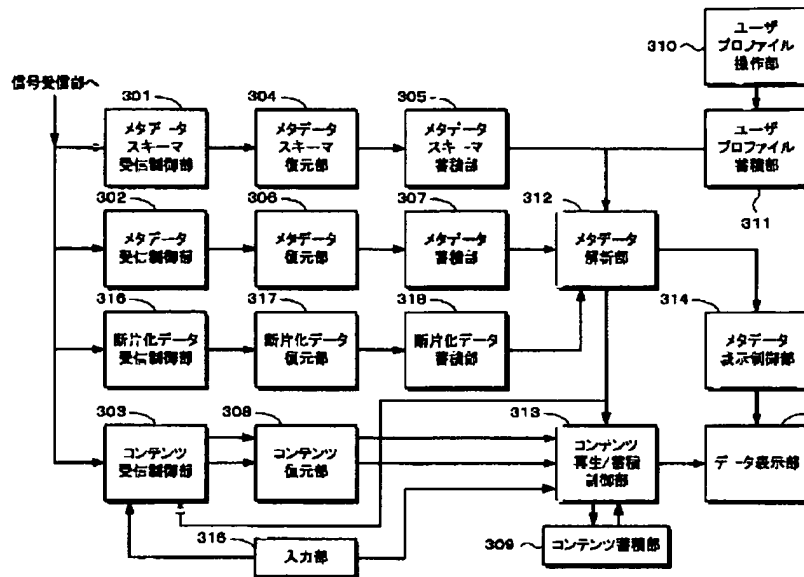 310
ユーザ
プロファイル
操作部
信号受信部へ
301
メタデータ
スキーマ
受信制御部
304
メタデータ
スキーマ
復元部
305
メタデータ
スキーマ
蓄積部
ユーザ
プロファイル
蓄積部
311
302
メタデータ
受信制御部
306
メタデータ
復元部
307
メタデータ
蓄積部
312
メタデータ
解析部
316
断片化データ
受信制御部
317
断片化データ
復元部
318
断片化データ
蓄積部
314
メタデータ
表示制御部
303
コンテンツ
受信制御部
308
コンテンツ
復元部
313
コンテンツ
再生/蓄積
制御部
データ表示部
316
入力部
309
コンテンツ蓄積部